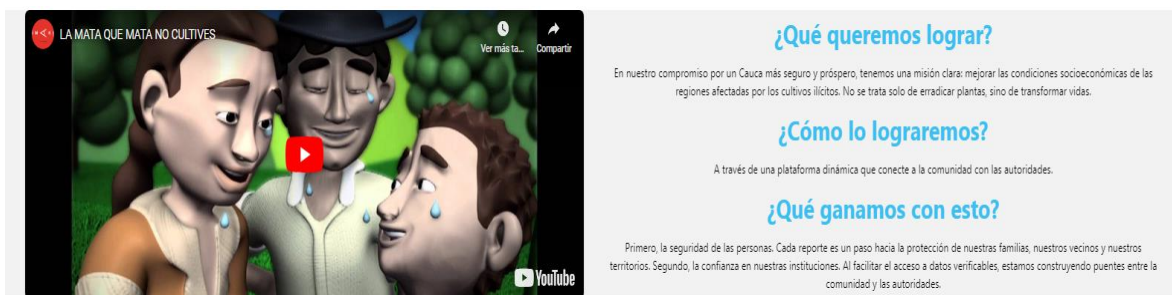 LA MATA QUE MATA NO CULTIVES
Ver más ta...
Compartir
YouTube
¿Qué queremos lograr?
En nuestro compromiso por un Cauca más seguro y próspero, tenemos una misión clara: mejorar las condiciones socioeconómicas de las
regiones afectadas por los cultivos ilícitos. No se trata solo de erradicar plantas, sino de transformar vidas.
¿Cómo lo lograremos?
A través de una plataforma dinámica que conecte a la comunidad con las autoridades.
¿Qué ganamos con esto?
Primero, la seguridad de las personas. Cada reporte es un paso hacia la protección de nuestras familias, nuestros vecinos y nuestros
territorios. Segundo, la confianza en nuestras instituciones. Al facilitar el acceso a datos verificables, estamos construyendo puentes entre la
comunidad y las autoridades.